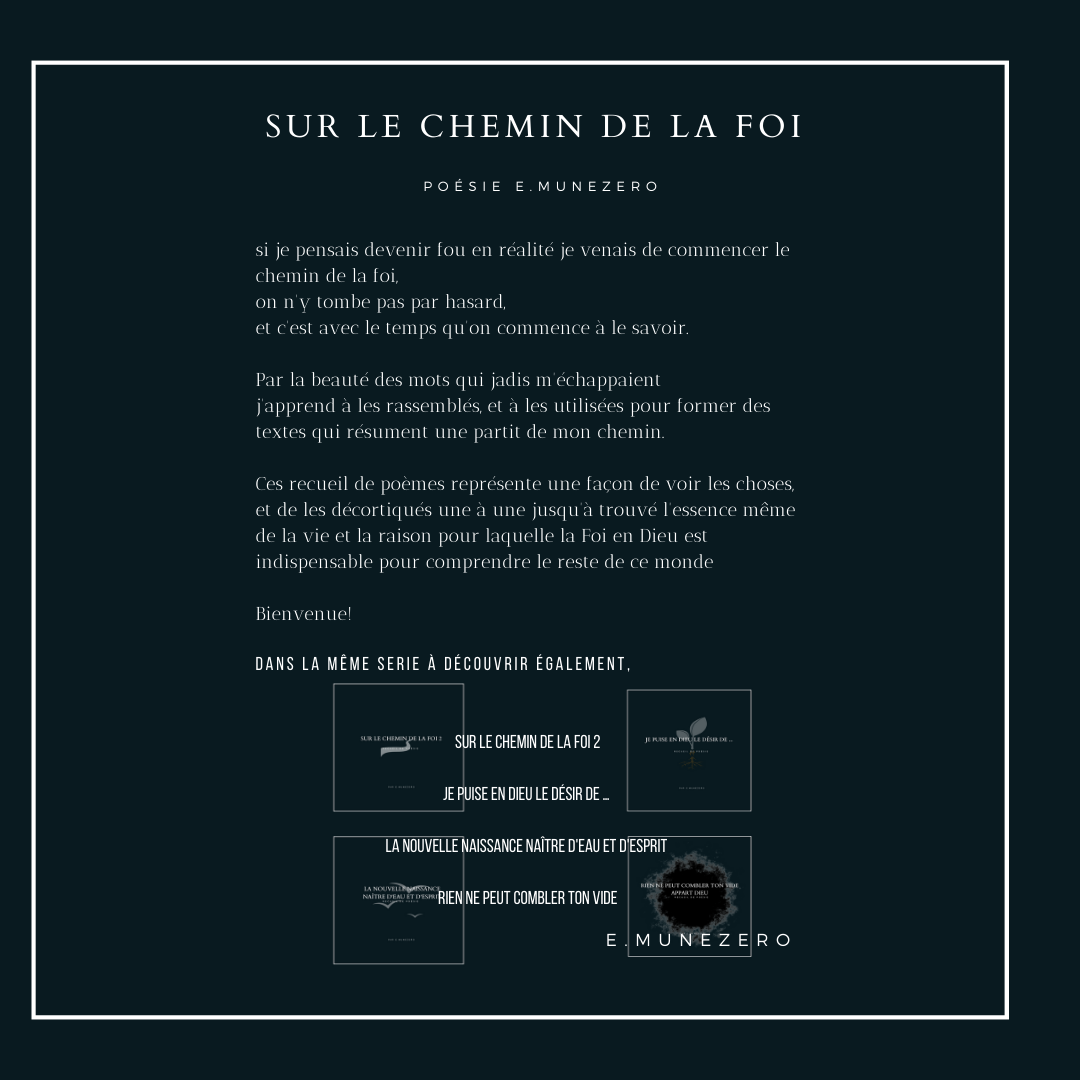 SUR LE CHEMIN DE LA FOI
POÉSIE E.MUNEZERO
si je pensais devenir fou en réalité je venais de commencer le
chemin de la foi,
on n'y tombe pas par hasard,
et c'est avec le temps qu'on commence à le savoir.
Par la beauté des mots qui jadis m'échappaient
j'apprend à les rassemblés, et à les utilisées pour former des
textes qui résument une partit de mon chemin.
Ces recueil de poèmes représente une façon de voir les choses,
et de les décortiqués une à une jusqu'à trouvé l'essence même
de la vie et la raison pour laquelle la Foi en Dieu est
indispensable pour comprendre le reste de ce monde
Bienvenue!
DANS LA MÊME SERIE À DÉCOUVRIR ÉGALEMENT,
SUR LE CHEMIN DE LA FOI 2
SUR LE CHEMIN DE LA FOI 2
JE PUISE EN DIEU LE DÉSIR DE ...
JE PUISE EN DIEU LE DÉSIR DE ...
LA NOUVELLE NAISSANCE NAÎTRE D'EAU ET D'ESPRIT
LA NOUVELLE NAISSANCE
NAÎTRE D'EAU ET D'ESPRIT
RIEN NE PEUT COMBLER TON VIDE
RIEN NE PEUT COMBLER TON VIDE
APPART DIEU
E.MUNEZERO